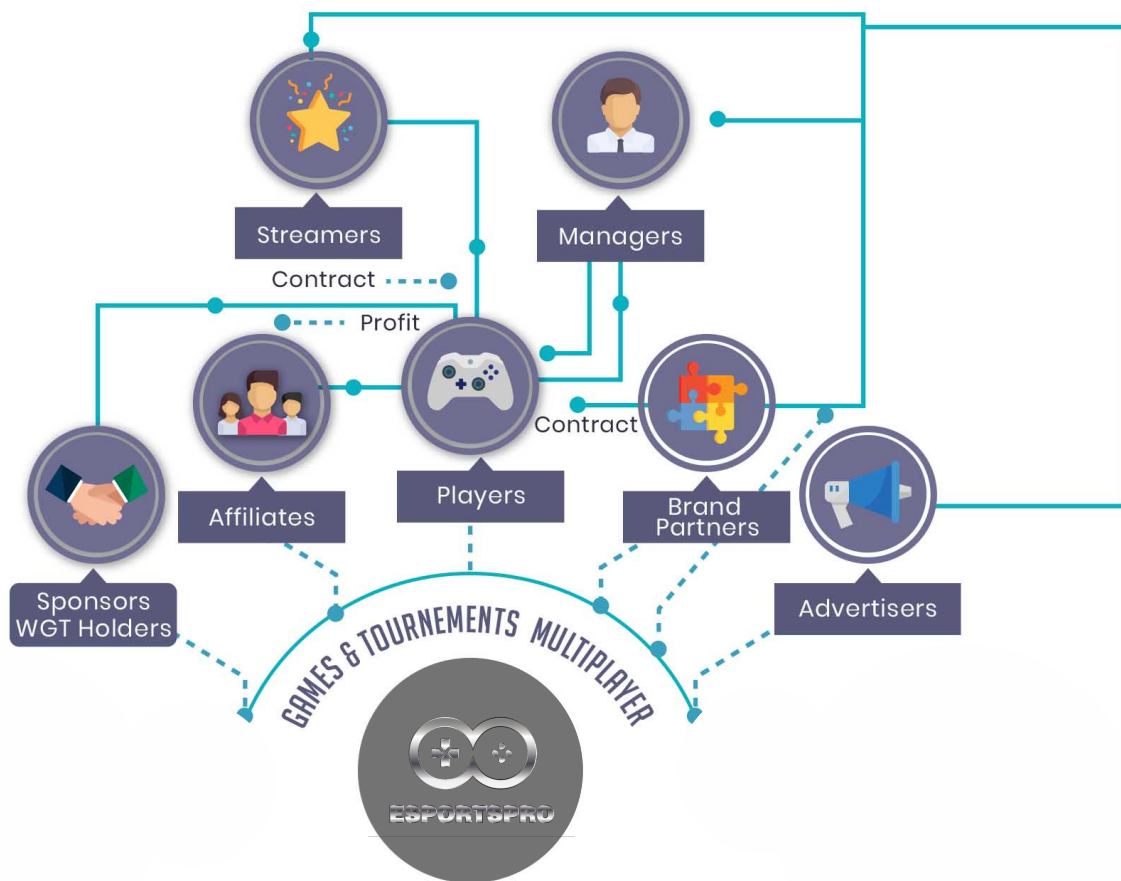 Streamers
Managers
Contract
Profit
Contract
Players
Affiliates
Brand
Partners
Sponsors
WGT Holders
Advertisers
GAMES & TOURNEMENTS MULTIPLAYER
ESPORTSPRO